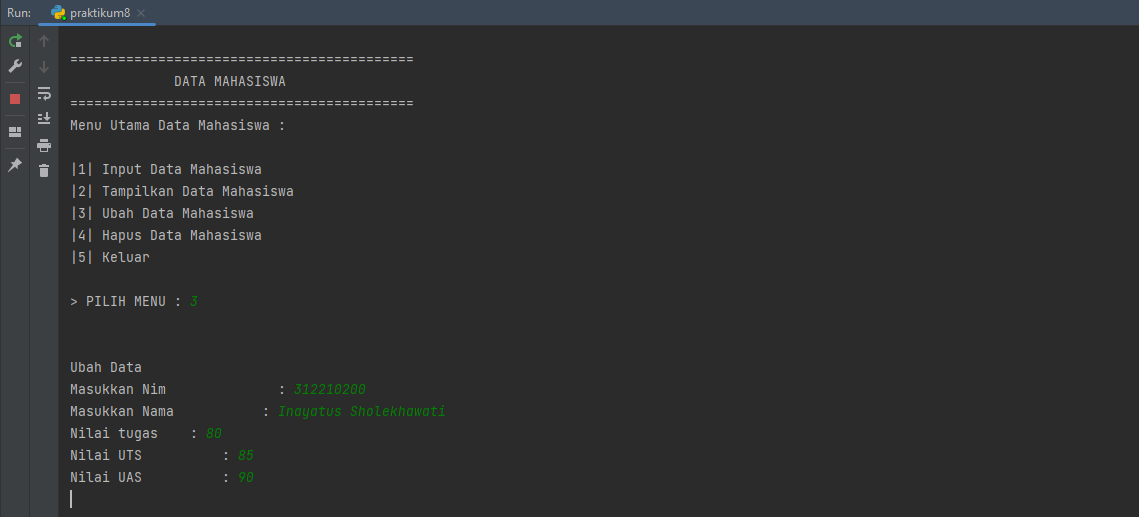 Run: praktikum8
===========================================
DATA MAHASISWA
===========================================
Menu Utama Data Mahasiswa :
|1| Input Data Mahasiswa
|2| Tampilkan Data Mahasiswa
|3| Ubah Data Mahasiswa
|4| Hapus Data Mahasiswa
|5| Keluar
> PILIH MENU : 3
Ubah Data
Masukkan Nim : 312210200
Masukkan Nama : Inayatus Sholekhawati
Nilai tugas : 80
Nilai UTS : 85
Nilai UAS : 90